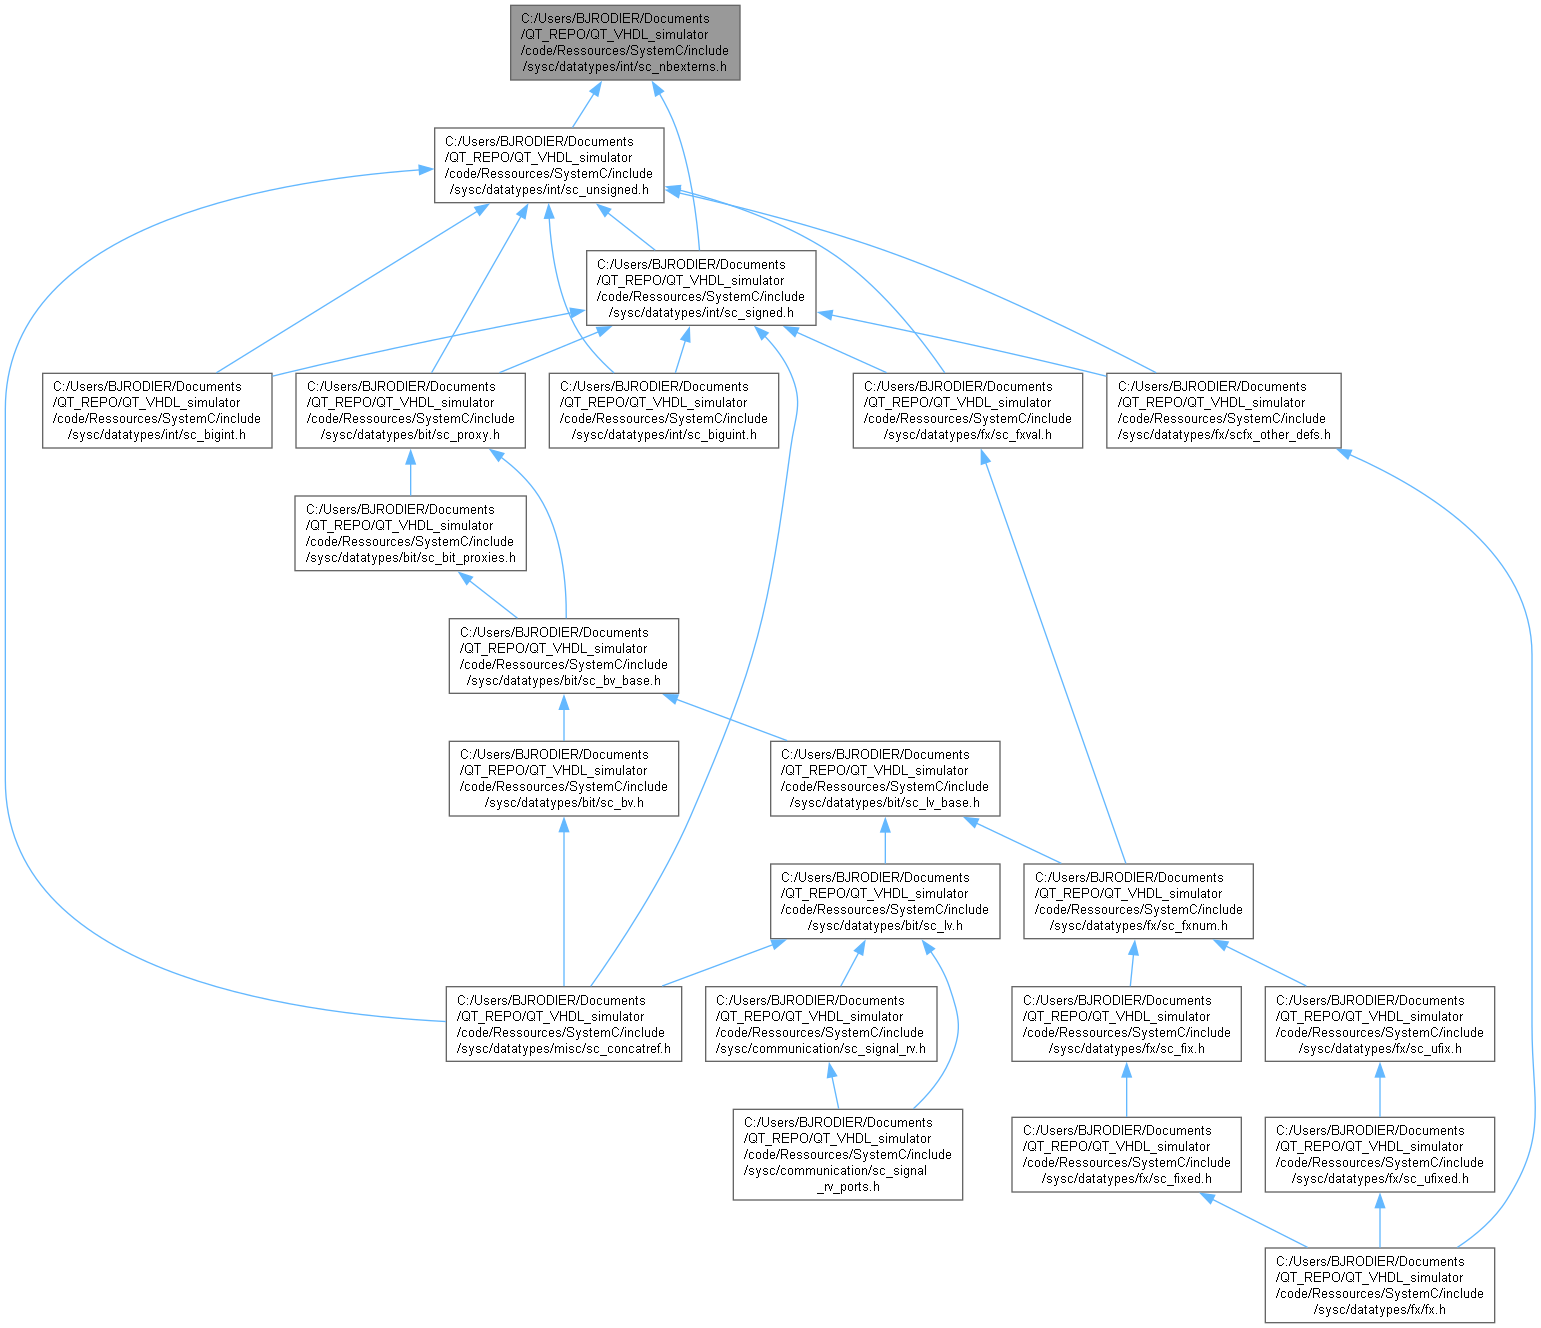 C:/Users/BJRODIER/Documents
/QT_REPO/QT_VHDL_simulator
/code/Ressources/SystemC/include
/sysc/datatypes/int/sc_nbexterns.h
C:/Users/BJRODIER/Documents
/QT_REPO/QT_VHDL_simulator
/code/Ressources/SystemC/include
/sysc/datatypes/int/sc_unsigned.h
C:/Users/BJRODIER/Documents
/QT_REPO/QT_VHDL_simulator
/code/Ressources/SystemC/include
/sysc/datatypes/int/sc_signed.h
C:/Users/BJRODIER/Documents
/QT_REPO/QT_VHDL_simulator
/code/Ressources/SystemC/include
/sysc/datatypes/int/sc_bigint.h
C:/Users/BJRODIER/Documents
/QT_REPO/QT_VHDL_simulator
/code/Ressources/SystemC/include
/sysc/datatypes/bit/sc_proxy.h
C:/Users/BJRODIER/Documents
/QT_REPO/QT_VHDL_simulator
/code/Ressources/SystemC/include
/sysc/datatypes/int/sc_biguint.h
C:/Users/BJRODIER/Documents
/QT_REPO/QT_VHDL_simulator
/code/Ressources/SystemC/include
/sysc/datatypes/fx/sc_fxval.h
C:/Users/BJRODIER/Documents
/QT_REPO/QT_VHDL_simulator
/code/Ressources/SystemC/include
/sysc/datatypes/fx/scfx_other_defs.h
C:/Users/BJRODIER/Documents
/QT_REPO/QT_VHDL_simulator
/code/Ressources/SystemC/include
/sysc/datatypes/bit/sc_bit_proxies.h
C:/Users/BJRODIER/Documents
/QT_REPO/QT_VHDL_simulator
/code/Ressources/SystemC/include
/sysc/datatypes/bit/sc_bv_base.h
C:/Users/BJRODIER/Documents
/QT_REPO/QT_VHDL_simulator
/code/Ressources/SystemC/include
/sysc/datatypes/bit/sc_bv.h
C:/Users/BJRODIER/Documents
/QT_REPO/QT_VHDL_simulator
/code/Ressources/SystemC/include
/sysc/datatypes/bit/sc_lv_base.h
C:/Users/BJRODIER/Documents
/QT_REPO/QT_VHDL_simulator
/code/Ressources/SystemC/include
/sysc/datatypes/bit/sc_lv.h
C:/Users/BJRODIER/Documents
/QT_REPO/QT_VHDL_simulator
/code/Ressources/SystemC/include
/sysc/datatypes/fx/sc_fxnum.h
C:/Users/BJRODIER/Documents
/QT_REPO/QT_VHDL_simulator
/code/Ressources/SystemC/include
/sysc/datatypes/misc/sc_concatref.h
C:/Users/BJRODIER/Documents
/QT_REPO/QT_VHDL_simulator
/code/Ressources/SystemC/include
/sysc/communication/sc_signal_rv.h
C:/Users/BJRODIER/Documents
/QT_REPO/QT_VHDL_simulator
/code/Ressources/SystemC/include
/sysc/datatypes/fx/sc_fix.h
C:/Users/BJRODIER/Documents
/QT_REPO/QT_VHDL_simulator
/code/Ressources/SystemC/include
/sysc/datatypes/fx/sc_ufix.h
C:/Users/BJRODIER/Documents
/QT_REPO/QT_VHDL_simulator
/code/Ressources/SystemC/include
/sysc/communication/sc_signal
_rv_ports.h
C:/Users/BJRODIER/Documents
/QT_REPO/QT_VHDL_simulator
/code/Ressources/SystemC/include
/sysc/datatypes/fx/sc_fixed.h
C:/Users/BJRODIER/Documents
/QT_REPO/QT_VHDL_simulator
/code/Ressources/SystemC/include
/sysc/datatypes/fx/sc_ufixed.h
C:/Users/BJRODIER/Documents
/QT_REPO/QT_VHDL_simulator
/code/Ressources/SystemC/include
/sysc/datatypes/fx/fx.h